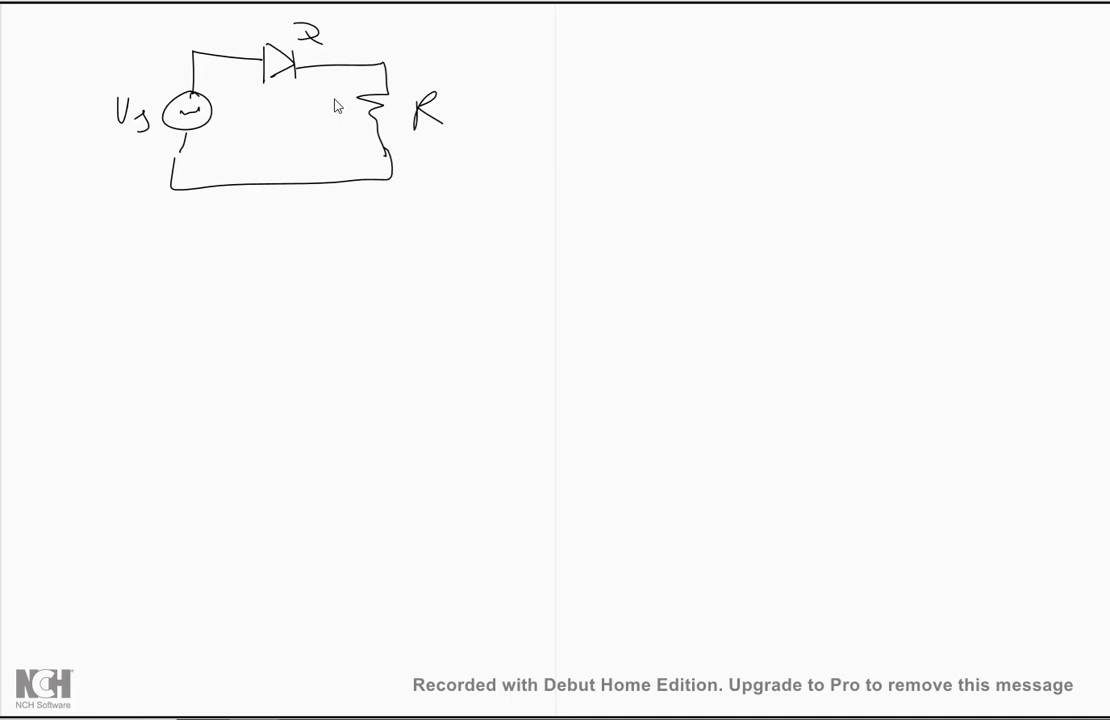 Vs
R
NCH
NCH Software
Recorded with Debut Home Edition. Upgrade to Pro to remove this message